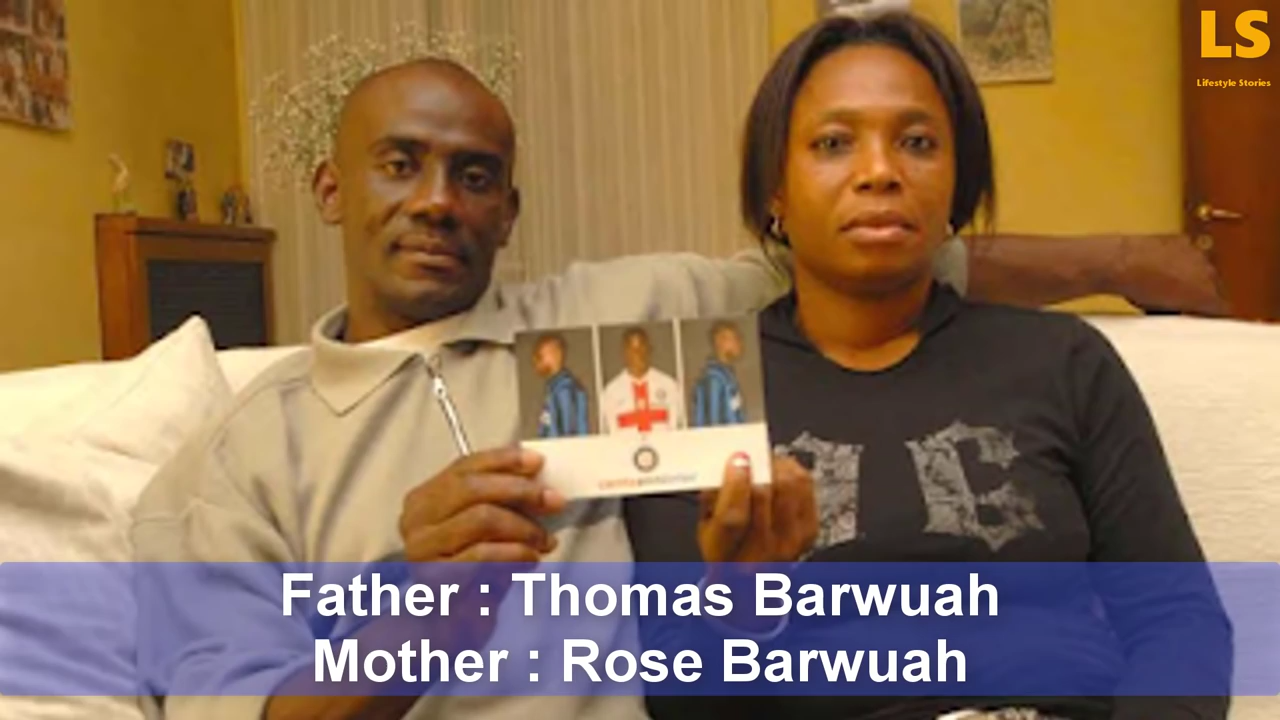 LS
Lifestyle Stories
Father : Thomas Barwuah
Mother : Rose Barwuah